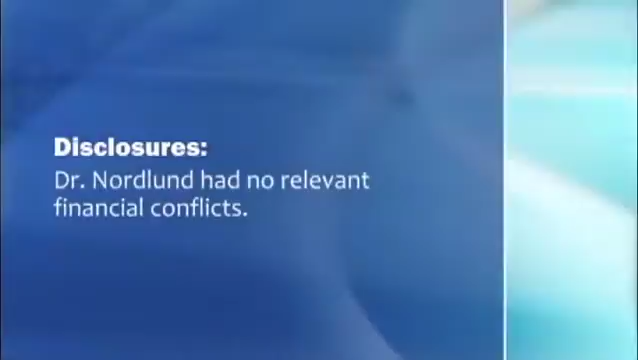 Disclosures:
Dr. Nordlund had no relevant
financial conflicts.